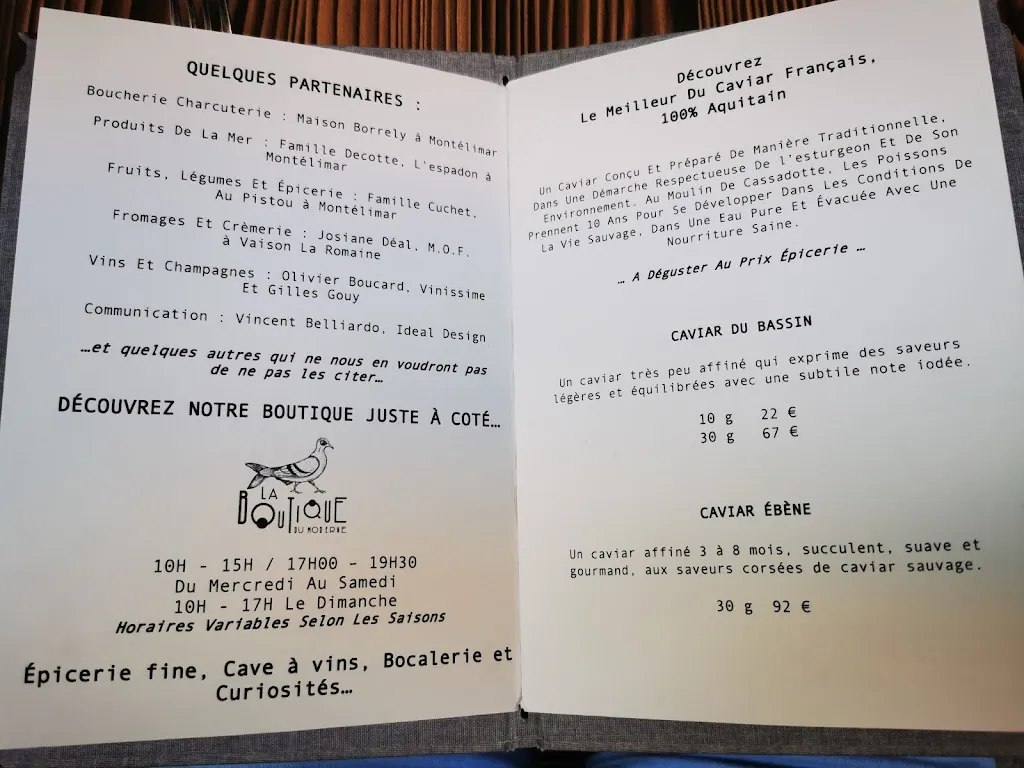 QUELQUES PARTENAIRES :
Boucherie Charcuterie : Maison Borrely à Montélimar
Produits De La Mer : Famille Decotte, L'espadon à
Montélimar
Fruits, Légumes Et Épicerie : Famille Cuchet,
Au Pistou à Montélimar
Fromages Et Crèmerie : Josiane Déal, M.O.F.
à Vaison La Romaine
Vins Et Champagnes : Olivier Boucard, Vinissime
Et Gilles Gouy
Communication : Vincent Belliardo, Ideal Design
…et quelques autres qui ne nous en voudront pas
de ne pas les citer…
DÉCOUVREZ NOTRE BOUTIQUE JUSTE À COTÉ…
LA
BOUTIQUE
DU MODERNE
10H - 15H / 17H00 - 19H30
Du Mercredi Au Samedi
10H - 17H Le Dimanche
Horaires Variables Selon Les Saisons
Épicerie fine, Cave à vins, Bocalerie et
Curiosités…
Découvrez
Le Meilleur Du Caviar Français,
100% Aquitain
Un Caviar Conçu Et Préparé De Manière Traditionnelle,
Dans Une Démarche Respectueuse De l'esturgeon Et De Son
Environnement. Au Moulin De Cassadotte, Les Poissons
Prennent 10 Ans Pour Se Développer Dans Les Conditions De
La Vie Sauvage, Dans Une Eau Pure Et Évacuée Avec Une
Nourriture Saine.
… A Déguster Au Prix Épicerie …
CAVIAR DU BASSIN
Un caviar très peu affiné qui exprime des saveurs
légères et équilibrées avec une subtile note iodée.
10 g 22 €
30 g 67 €
CAVIAR ÉBÈNE
Un caviar affiné 3 à 8 mois, succulent, suave et
gourmand, aux saveurs corsées de caviar sauvage.
30 g 92 €